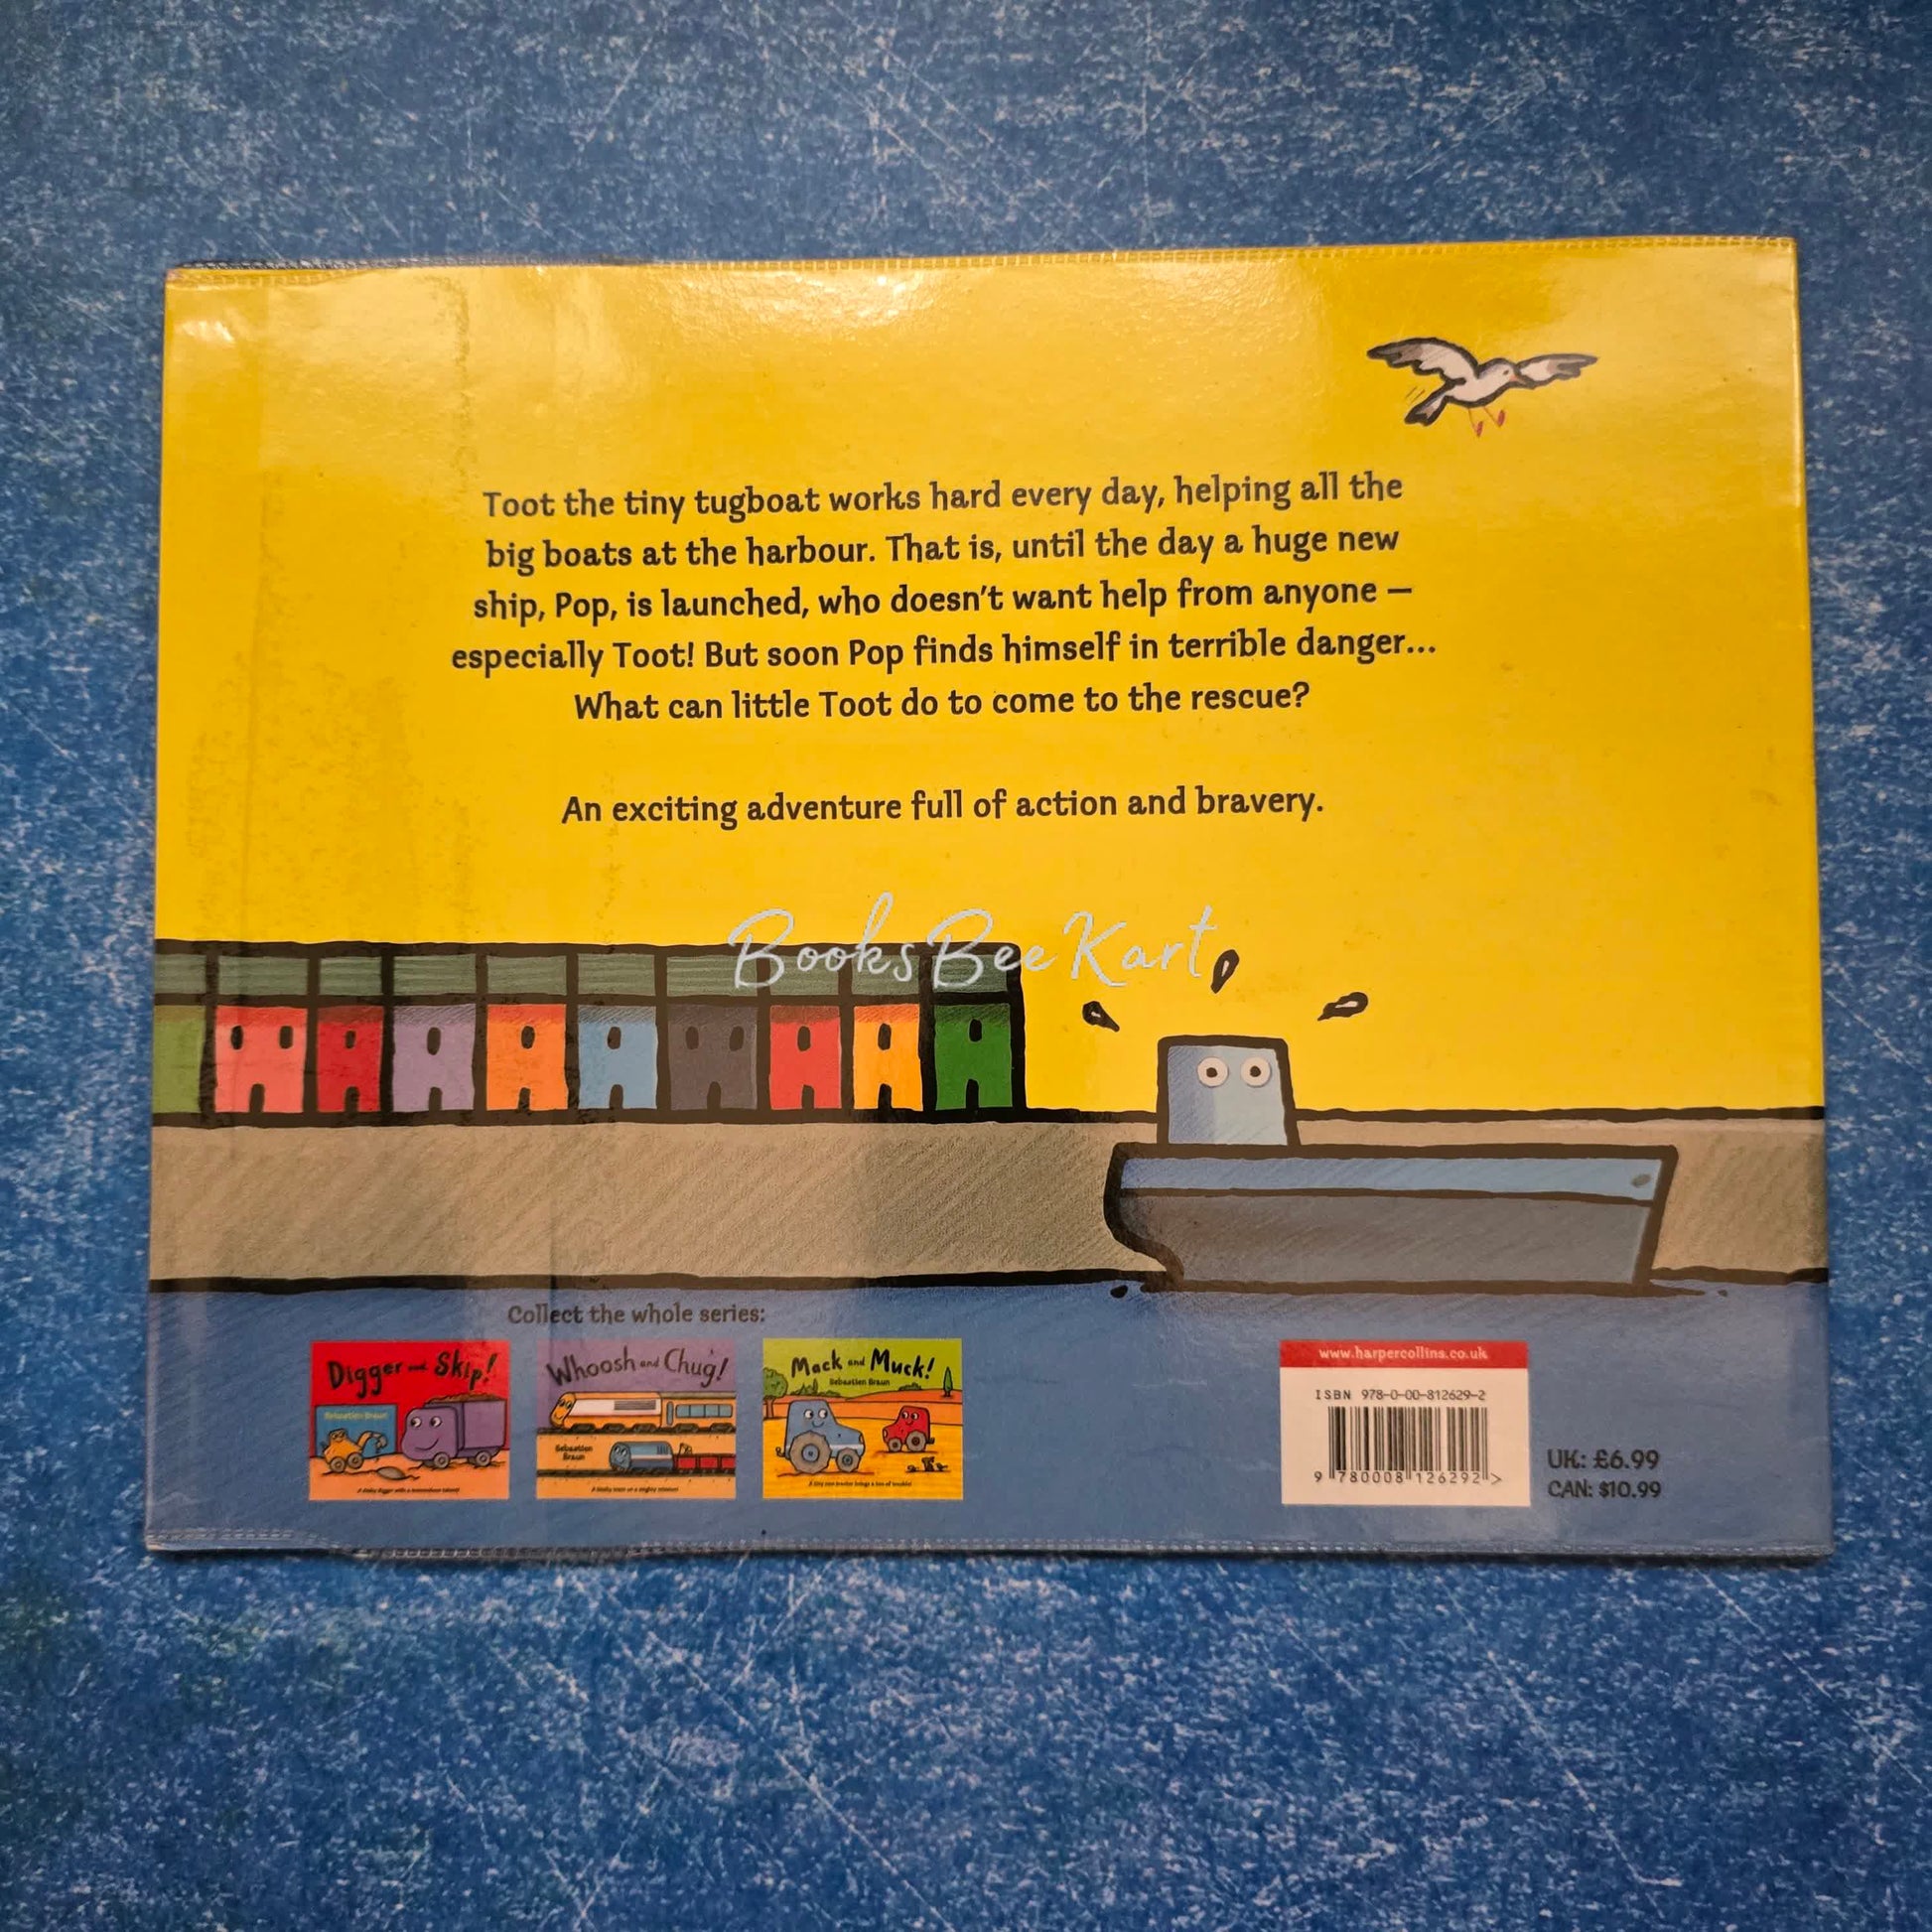 Toot the tiny tugboat works hard every day, helping all the
big boats at the harbour. That is, until the day a huge new
ship, Pop, is launched, who doesn't want help from anyone –
especially Toot! But soon Pop finds himself in terrible danger...
What can little Toot do to come to the rescue?
An exciting adventure full of action and bravery.
BooksBeeKart
Collect the whole series:
Digger and Skip!
Sebastien Braun
Whoosh and Chug!
Sebastien
Braun
Mack and Muck!
Sebastien Braun
www.harpercollins.co.uk
ISBN 978-0-00-812629-2
9 780008 126292 >
UK: £6.99
CAN: $10.99